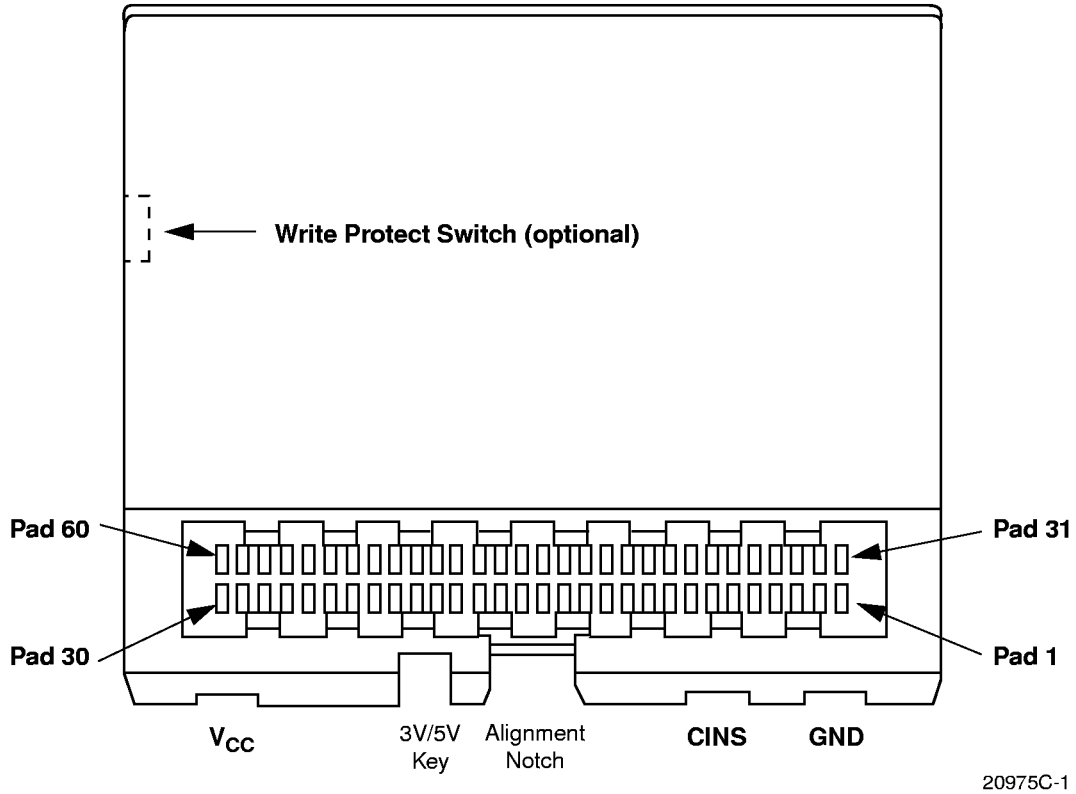 Write Protect Switch (optional)
Pad 60
Pad 31
Pad 30
Pad 1
VCC
3V/5V
Key
Alignment
Notch
CINS
GND
20975C-1